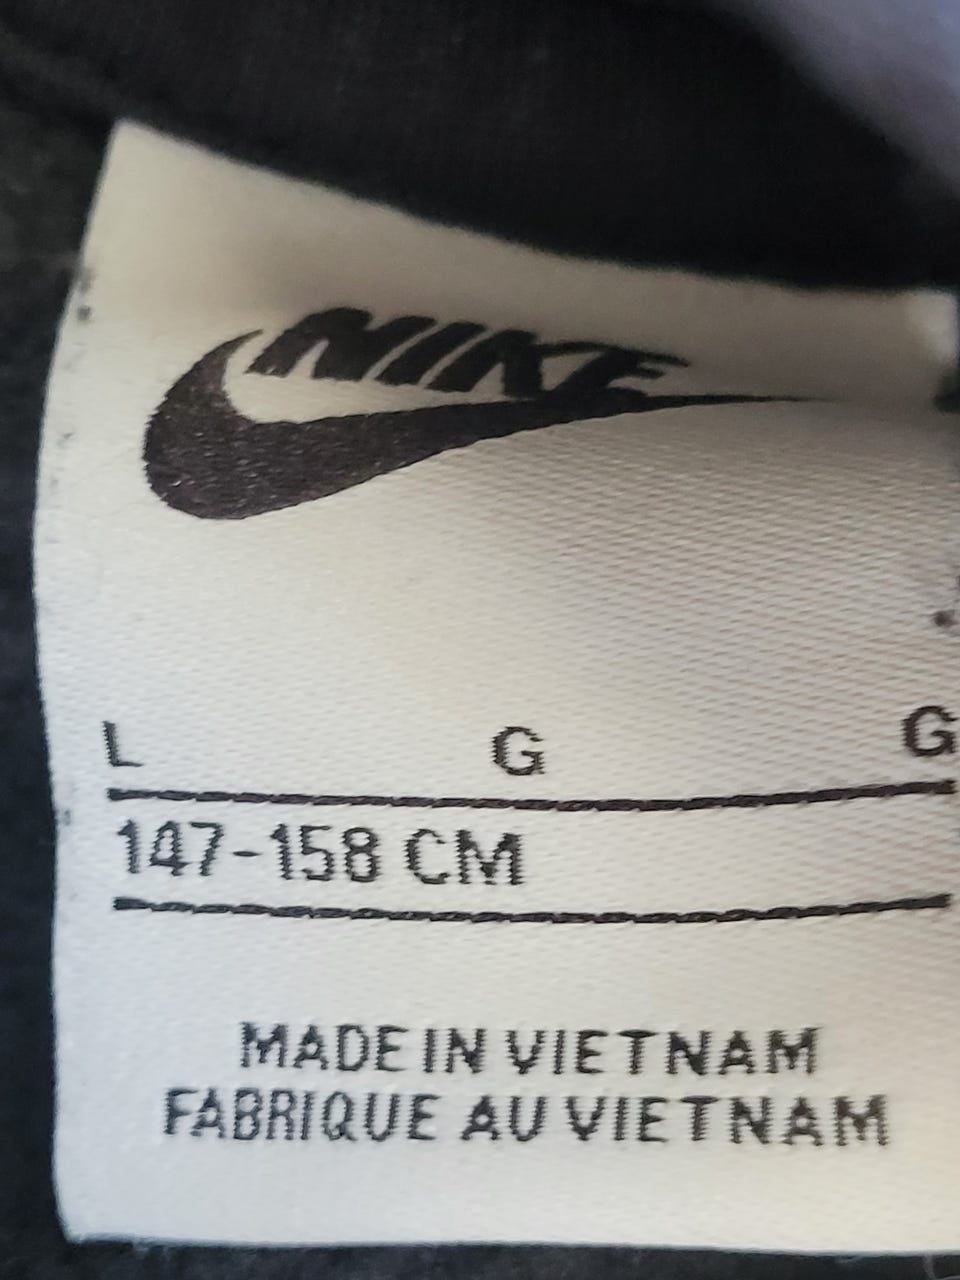 NIKE
L G G
147-158 CM
MADE IN VIETNAM
FABRIQUE AU VIETNAM